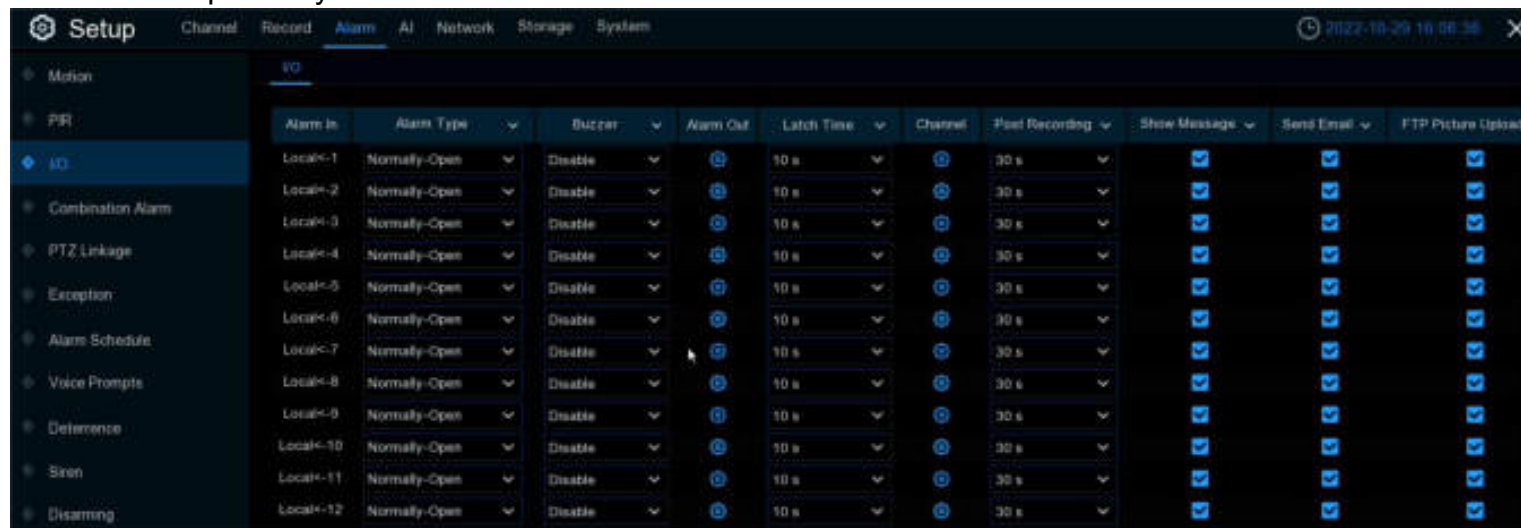 Setup Channel Record Alarm AI Network Storage System 2022-10-29 16:06:36
Motion I/O
PIR Alarm In Alarm Type Buzzer Alarm Out Latch Time Channel Post Recording Show Message Send Email FTP Picture Upload
I/O Local<-1 Normally-Open Disable 10 s 30 s
Local<-2 Normally-Open Disable 10 s 30 s
Combination Alarm Local<-3 Normally-Open Disable 10 s 30 s
PTZ Linkage Local<-4 Normally-Open Disable 10 s 30 s
Exception Local<-5 Normally-Open Disable 10 s 30 s
Local<-6 Normally-Open Disable 10 s 30 s
Alarm Schedule Local<-7 Normally-Open Disable 10 s 30 s
Voice Prompts Local<-8 Normally-Open Disable 10 s 30 s
Deterrence Local<-9 Normally-Open Disable 10 s 30 s
Local<-10 Normally-Open Disable 10 s 30 s
Siren Local<-11 Normally-Open Disable 10 s 30 s
Disarming Local<-12 Normally-Open Disable 10 s 30 s